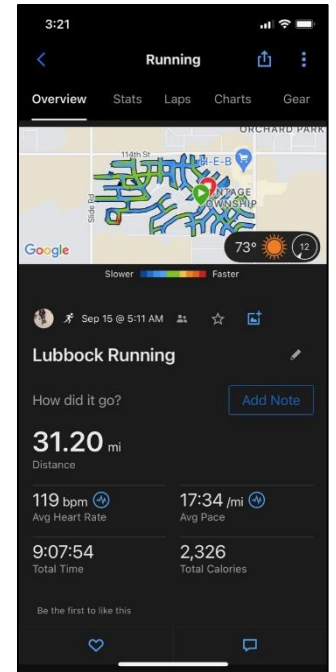 3:21
Running
Overview Stats Laps Charts Gear
ORCHARD PARK
114th St
H-E-B
Slide Rd
VINTAGE
TOWNSHIP
Google
73° 12
Slower Faster
Sep 15 @ 5:11 AM
Lubbock Running
How did it go? Add Note
31.20 mi
Distance
119 bpm 17:34 /mi
Avg Heart Rate Avg Pace
9:07:54 2,326
Total Time Total Calories
Be the first to like this